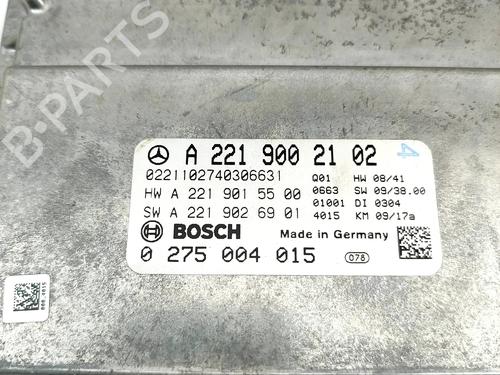 B-PARTS
A 221 900 21 02
0221102740306631 Q01 HW 08/41
HW A 221 901 55 00 0663 SW 09/38.00
SW A 221 902 69 01 01001 DI 0304
4015 KM 09/17a
BOSCH Made in Germany
0 275 004 015 078